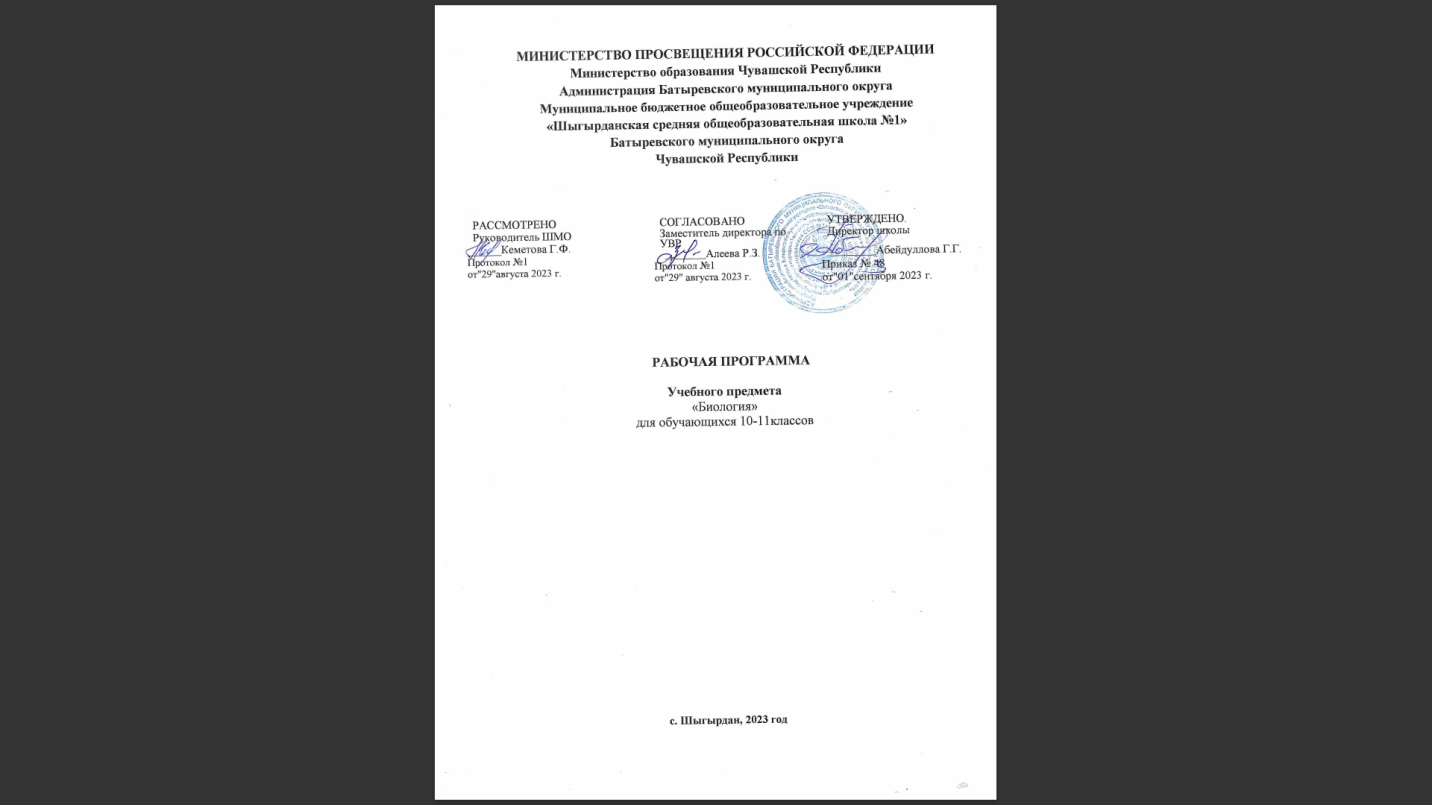 МИНИСТЕРСТВО ПРОСВЕЩЕНИЯ РОССИЙСКОЙ ФЕДЕРАЦИИ
Министерство образования Чувашской Республики
Администрация Батыревского муниципального округа
Муниципальное бюджетное общеобразовательное учреждение
«Шыгырданская средняя общеобразовательная школа №1»
Батыревского муниципального округа
Чувашской Республики
РАССМОТРЕНО
Руководитель ШМО
Кеметова Г.Ф.
Протокол №1
от"29"августа 2023 г.
СОГЛАСОВАНО
Заместитель директора по
УВР
Алеева Р.З.
Протокол №1
от"29" августа 2023 г.
УТВЕРЖДЕНО.
Директор школы
Абейдуллова Г.Г.
Приказ № 48
от"01"сентября 2023 г.
РАБОЧАЯ ПРОГРАММА
Учебного предмета
«Биология»
для обучающихся 10-11классов
с. Шыгырдан, 2023 год